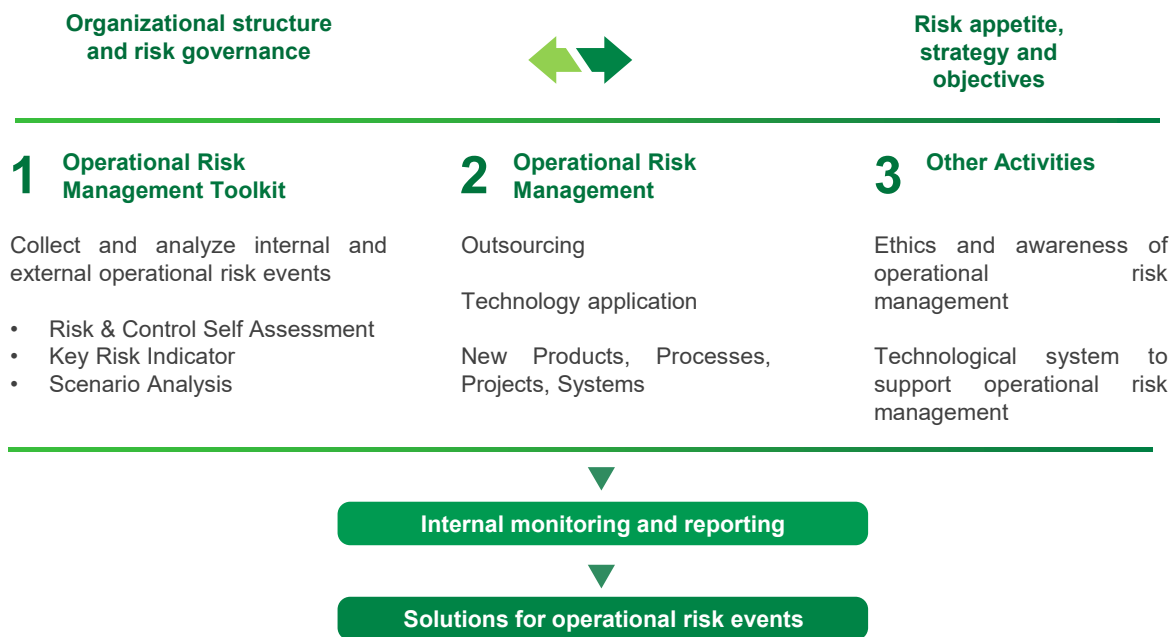 Organizational structure
and risk governance
Risk appetite,
strategy and
objectives
1
Operational Risk
Management Toolkit
Collect and analyze internal and
external operational risk events
• Risk & Control Self Assessment
• Key Risk Indicator
• Scenario Analysis
2
Operational Risk
Management
Outsourcing
Technology application
New Products, Processes,
Projects, Systems
3
Other Activities
Ethics and awareness of
operational risk
management
Technological system to
support operational risk
management
Internal monitoring and reporting
Solutions for operational risk events